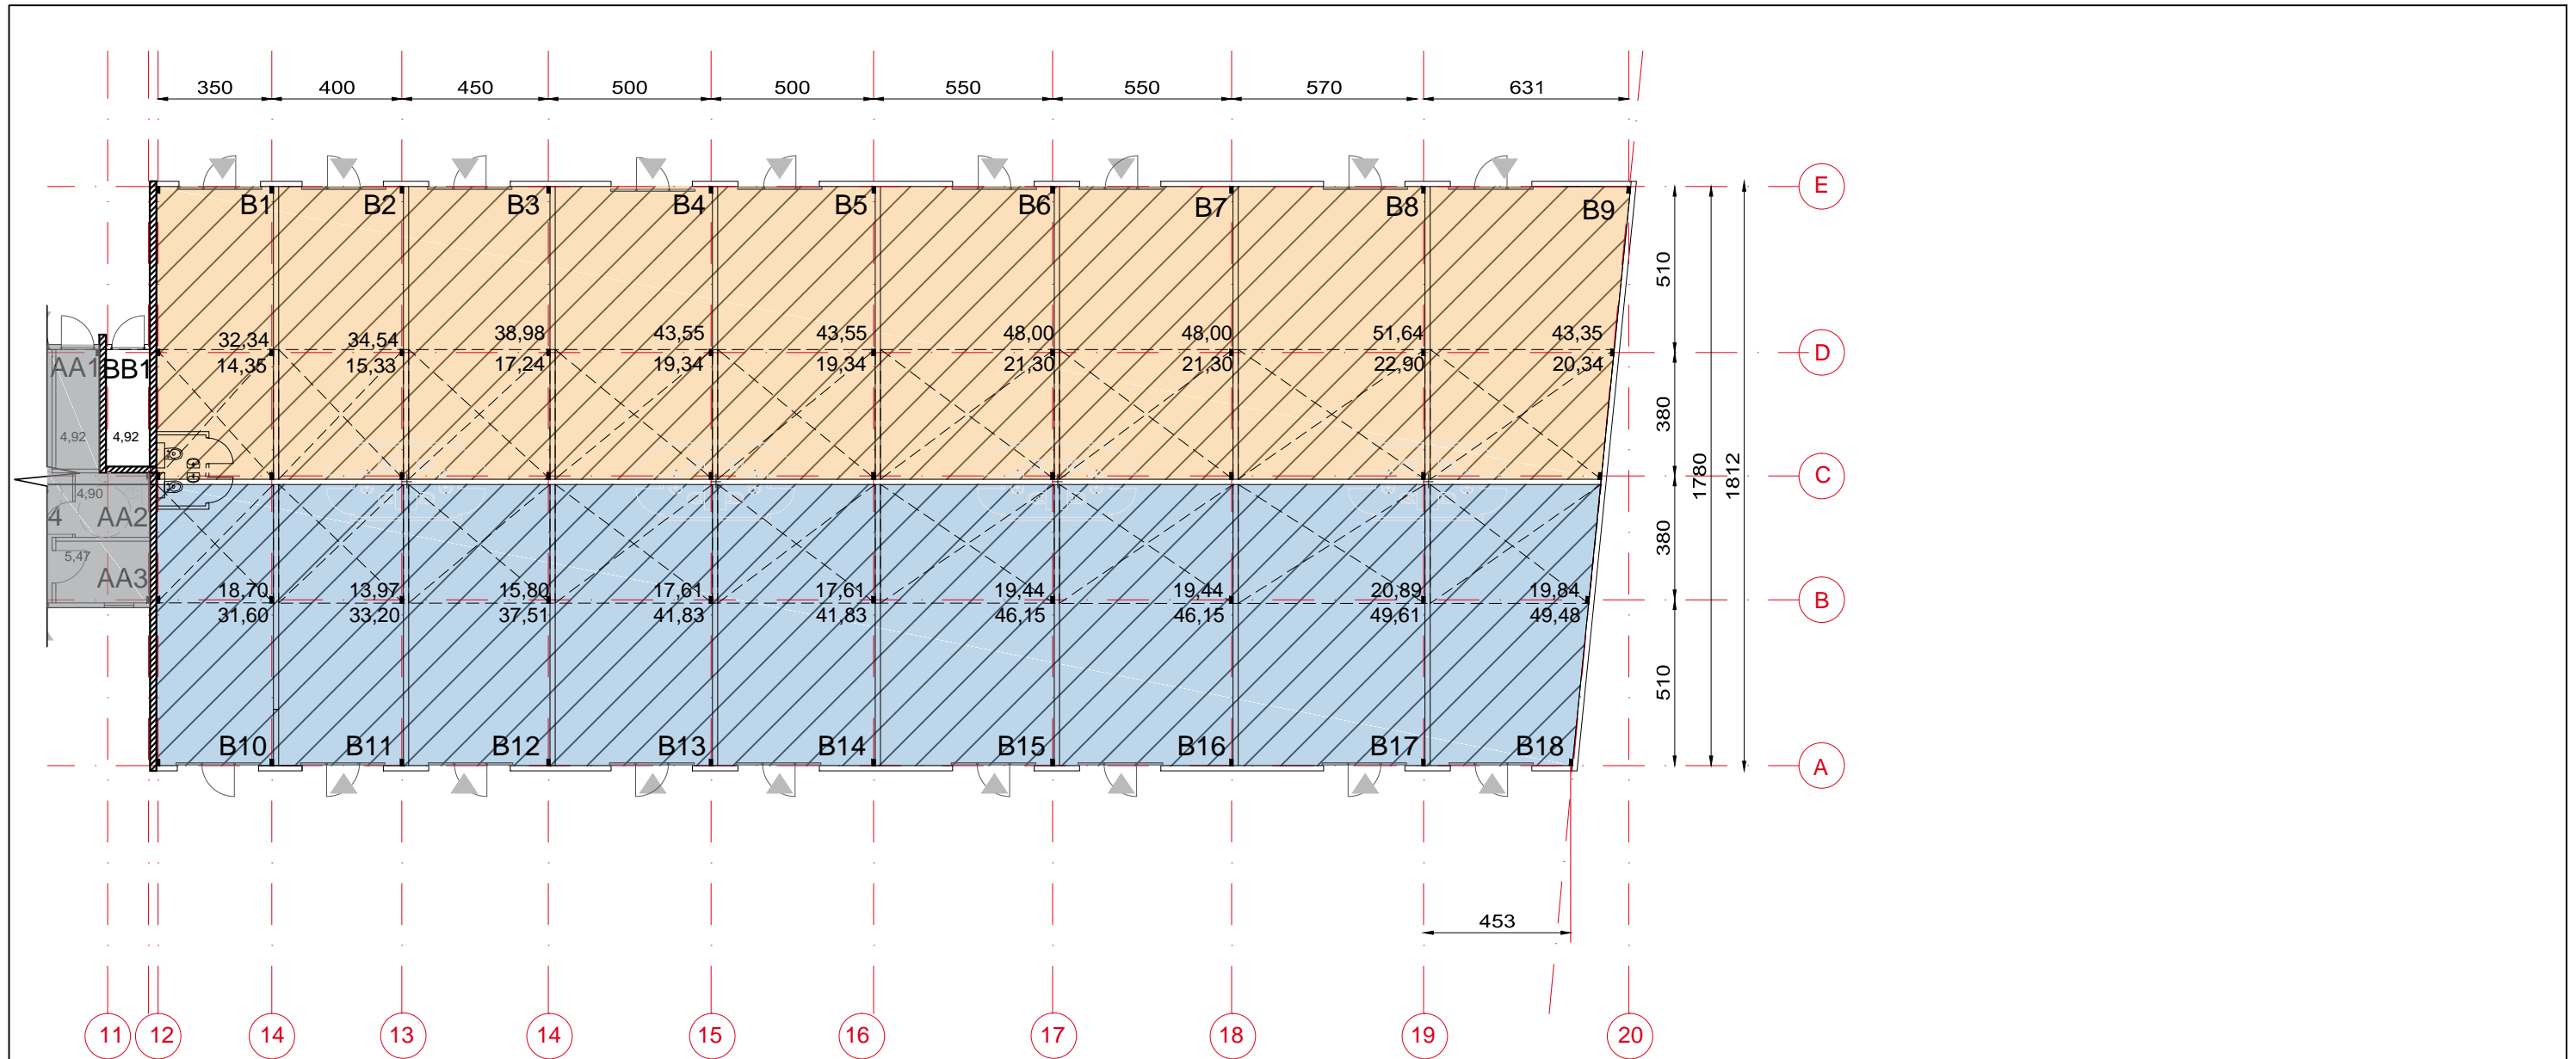 350 400 450 500 500 550 550 570 631
E
B1 B2 B3 B4 B5 B6 B7 B8 B9
510
32,34 34,54 38,98 43,55 43,55 48,00 48,00 51,64 43,35
D
14,35 15,33 17,24 19,34 19,34 21,30 21,30 22,90 20,34
AA1 BB1
380
4,92 4,92
C
1780 1812
4,90
4 AA2
380
5,47
AA3
18,70 13,97 15,80 17,61 17,61 19,44 19,44 20,89 19,84
B
31,60 33,20 37,51 41,83 41,83 46,15 46,15 49,61 49,48
510
B10 B11 B12 B13 B14 B15 B16 B17 B18
A
453
11 12 14 13 14 15 16 17 18 19 20